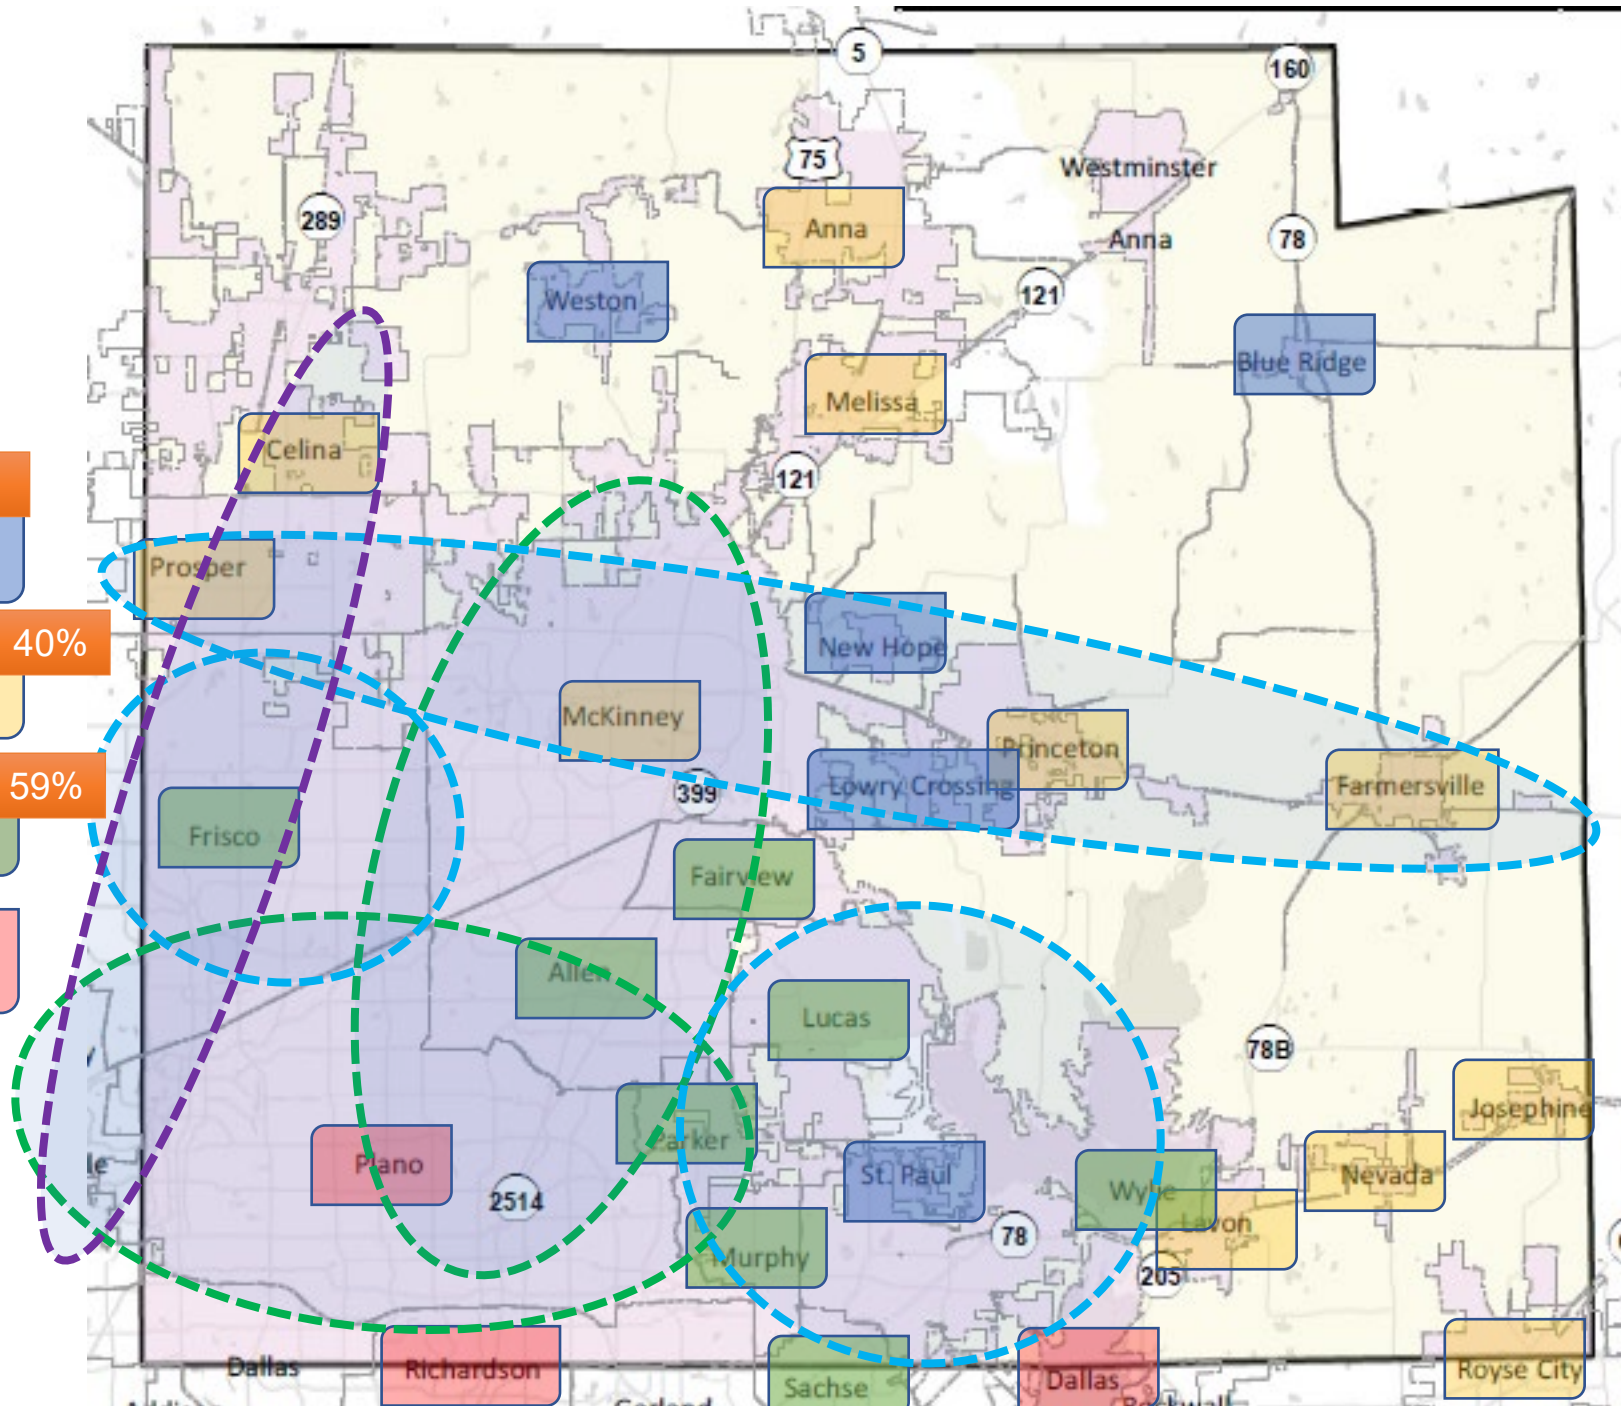 5
160
75
Westminster
289
Anna
Anna
78
121
Weston
Blue Ridge
Melissa
Celina
121
Prosper
40%
New Hope
McKinney
Princeton
59%
399
Lowry Crossing
Farmersville
Frisco
Fairview
Allen
Lucas
78B
Josephine
Parker
Plano
St. Paul
Nevada
2514
Wylie
Lavon
78
Murphy
205
Dallas
Richardson
Sachse
Dallas
Royse City